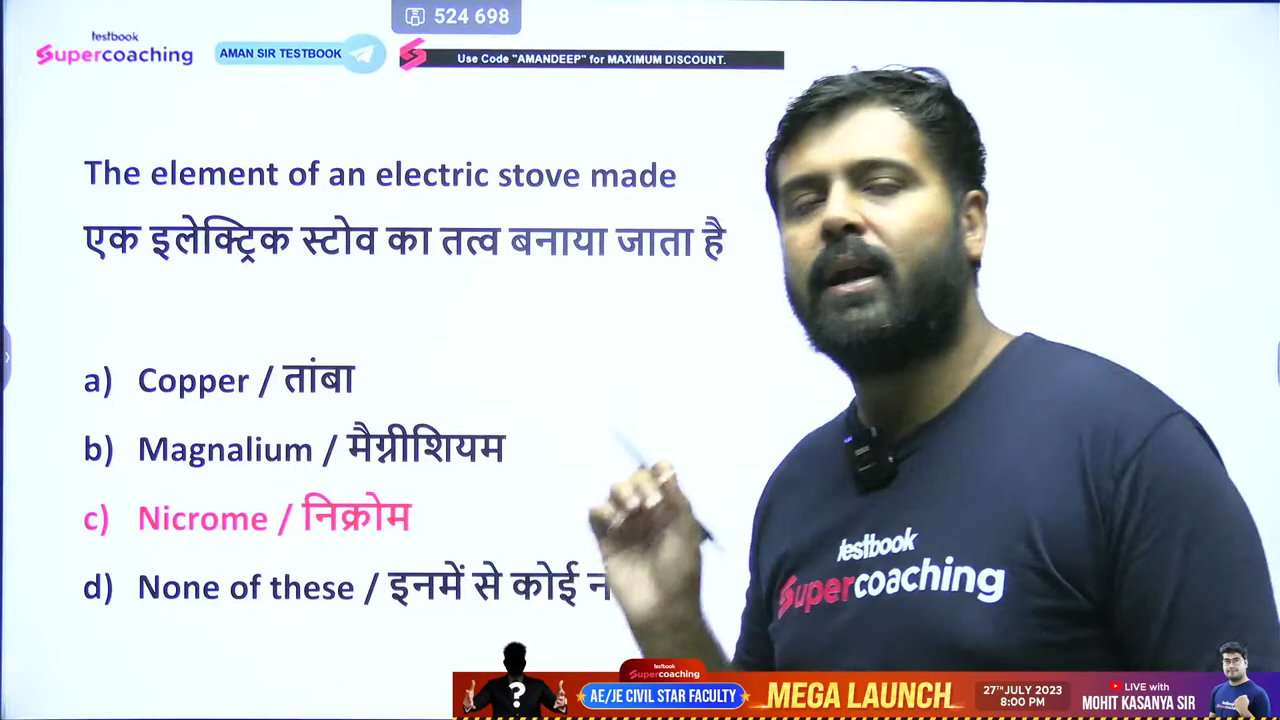 524 698
testbook
Supercoaching
AMAN SIR TESTBOOK
Use Code "AMANDEEP" for MAXIMUM DISCOUNT.
The element of an electric stove made
एक इलेक्ट्रिक स्टोव का तत्व बनाया जाता है
a) Copper / तांबा
b) Magnalium / मैग्नीशियम
c) Nicrome / निक्रोम
d) None of these / इनमें से कोई न
testbook
Supercoaching
testbook
Supercoaching
?
AE/JE CIVIL STAR FACULTY
MEGA LAUNCH
27TH JULY 2023
8:00 PM
LIVE with
MOHIT KASANYA SIR